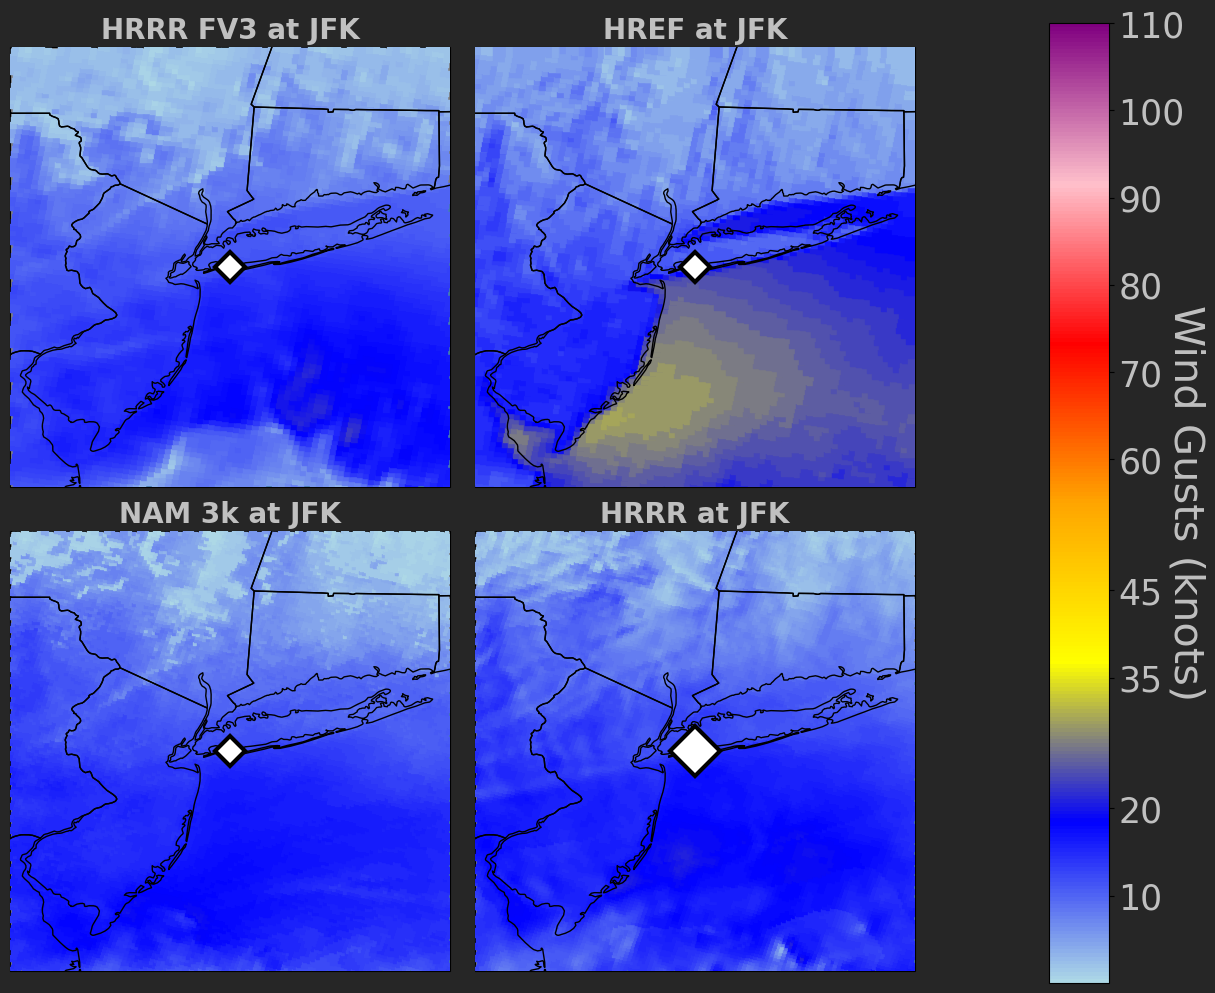 HRRR FV3 at JFK
HREF at JFK
NAM 3k at JFK
HRRR at JFK
110
100
90
80
70
60
45
35
20
10
Wind Gusts (knots)